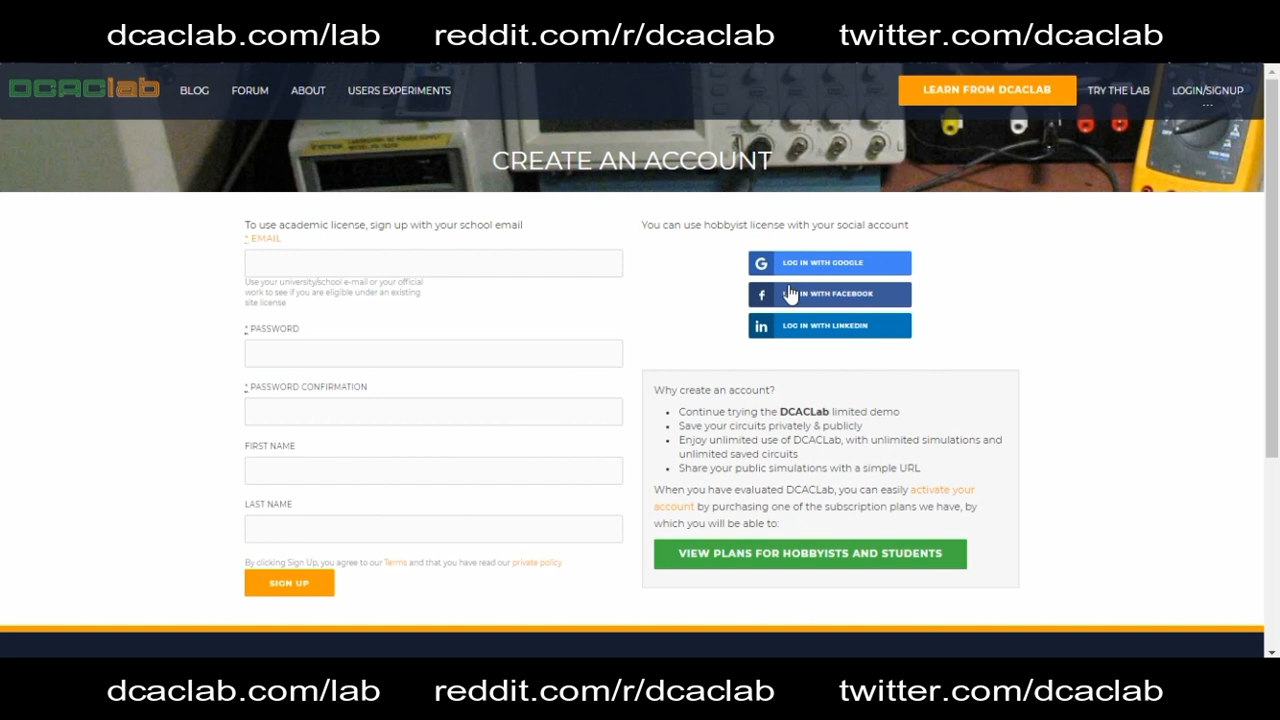 dcaclab.com/lab reddit.com/r/dcaclab twitter.com/dcaclab
DCAClab BLOG FORUM ABOUT USERS EXPERIMENTS LEARN FROM DCACLAB TRY THE LAB LOGIN/SIGNUP
...
CREATE AN ACCOUNT
To use academic license, sign up with your school email
* EMAIL
Use your university/school e-mail or your official
work to see if you are eligible under an existing
site license
* PASSWORD
* PASSWORD CONFIRMATION
FIRST NAME
LAST NAME
By clicking Sign Up, you agree to our Terms and that you have read our private policy
SIGN UP
You can use hobbyist license with your social account
G LOG IN WITH GOOGLE
f IN WITH FACEBOOK
in LOG IN WITH LINKEDIN
Why create an account?
• Continue trying the DCACLab limited demo
• Save your circuits privately & publicly
• Enjoy unlimited use of DCACLab, with unlimited simulations and
unlimited saved circuits
• Share your public simulations with a simple URL
When you have evaluated DCACLab, you can easily activate your
account by purchasing one of the subscription plans we have, by
which you will be able to:
VIEW PLANS FOR HOBBYISTS AND STUDENTS
dcaclab.com/lab reddit.com/r/dcaclab twitter.com/dcaclab